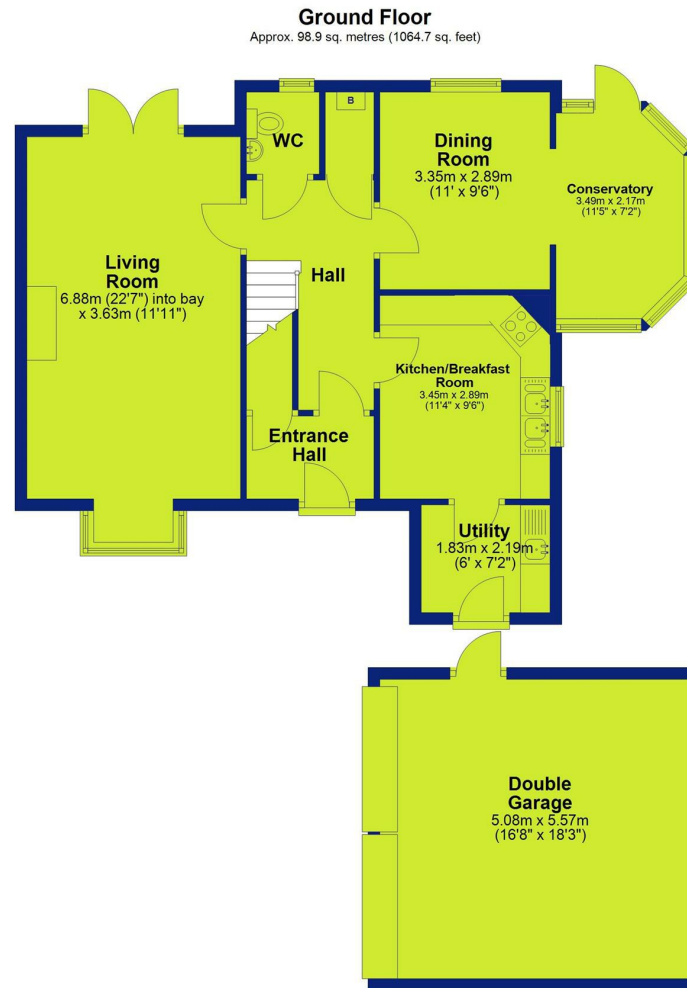 Ground Floor
Approx. 98.9 sq. metres (1064.7 sq. feet)
B
WC
Dining
Room
3.35m x 2.89m
(11' x 9'6")
Conservatory
3.49m x 2.17m
(11'5" x 7'2")
Living
Room
6.88m (22'7") into bay
x 3.63m (11'11")
Hall
Kitchen/Breakfast
Room
3.45m x 2.89m
(11'4" x 9'6")
Entrance
Hall
Utility
1.83m x 2.19m
(6' x 7'2")
Double
Garage
5.08m x 5.57m
(16'8" x 18'3")